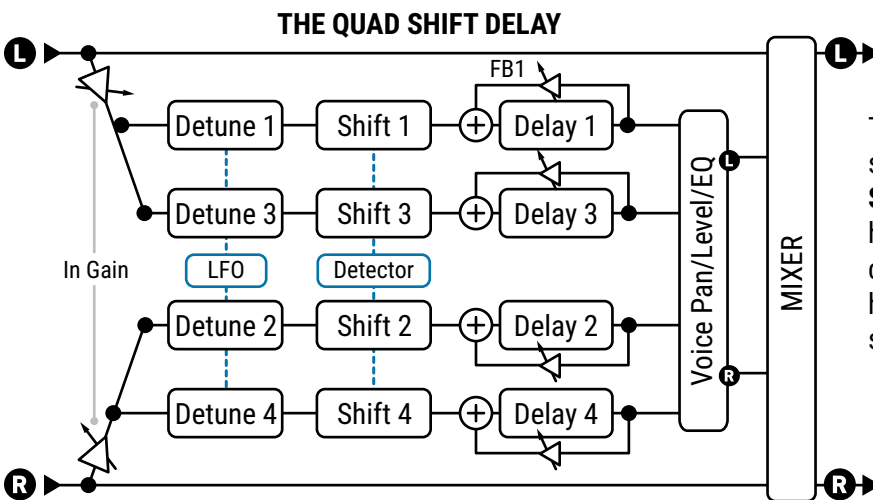 THE QUAD SHIFT DELAY
L
L
FB1
Detune 1
Shift 1
+
Delay 1
Detune 3
Shift 3
+
Delay 3
In Gain
LFO
Detector
Detune 2
Shift 2
+
Delay 2
Detune 4
Shift 4
+
Delay 4
Voice Pan/Level/EQ
L
R
MIXER
R
R